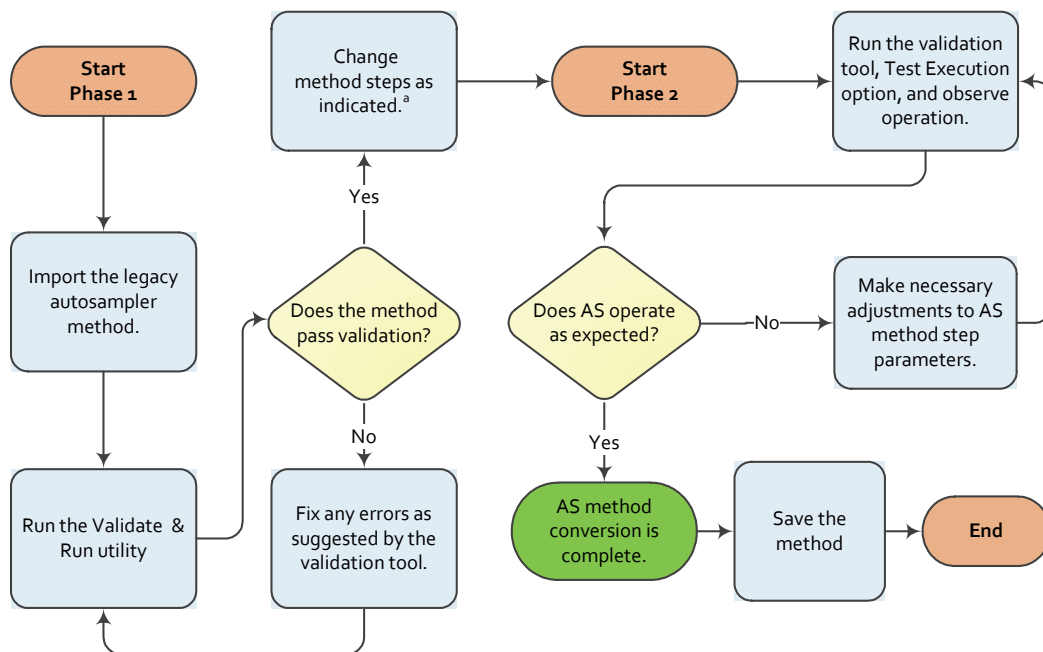 Start
Phase 1
Import the legacy
autosampler
method.
Run the Validate &
Run utility
Does the method
pass validation?
Yes
No
Change
method steps as
indicated.a
Fix any errors as
suggested by the
validation tool.
Start
Phase 2
Run the validation
tool, Test Execution
option, and observe
operation.
Does AS operate
as expected?
No
Yes
Make necessary
adjustments to AS
method step
parameters.
AS method
conversion is
complete.
Save the
method
End